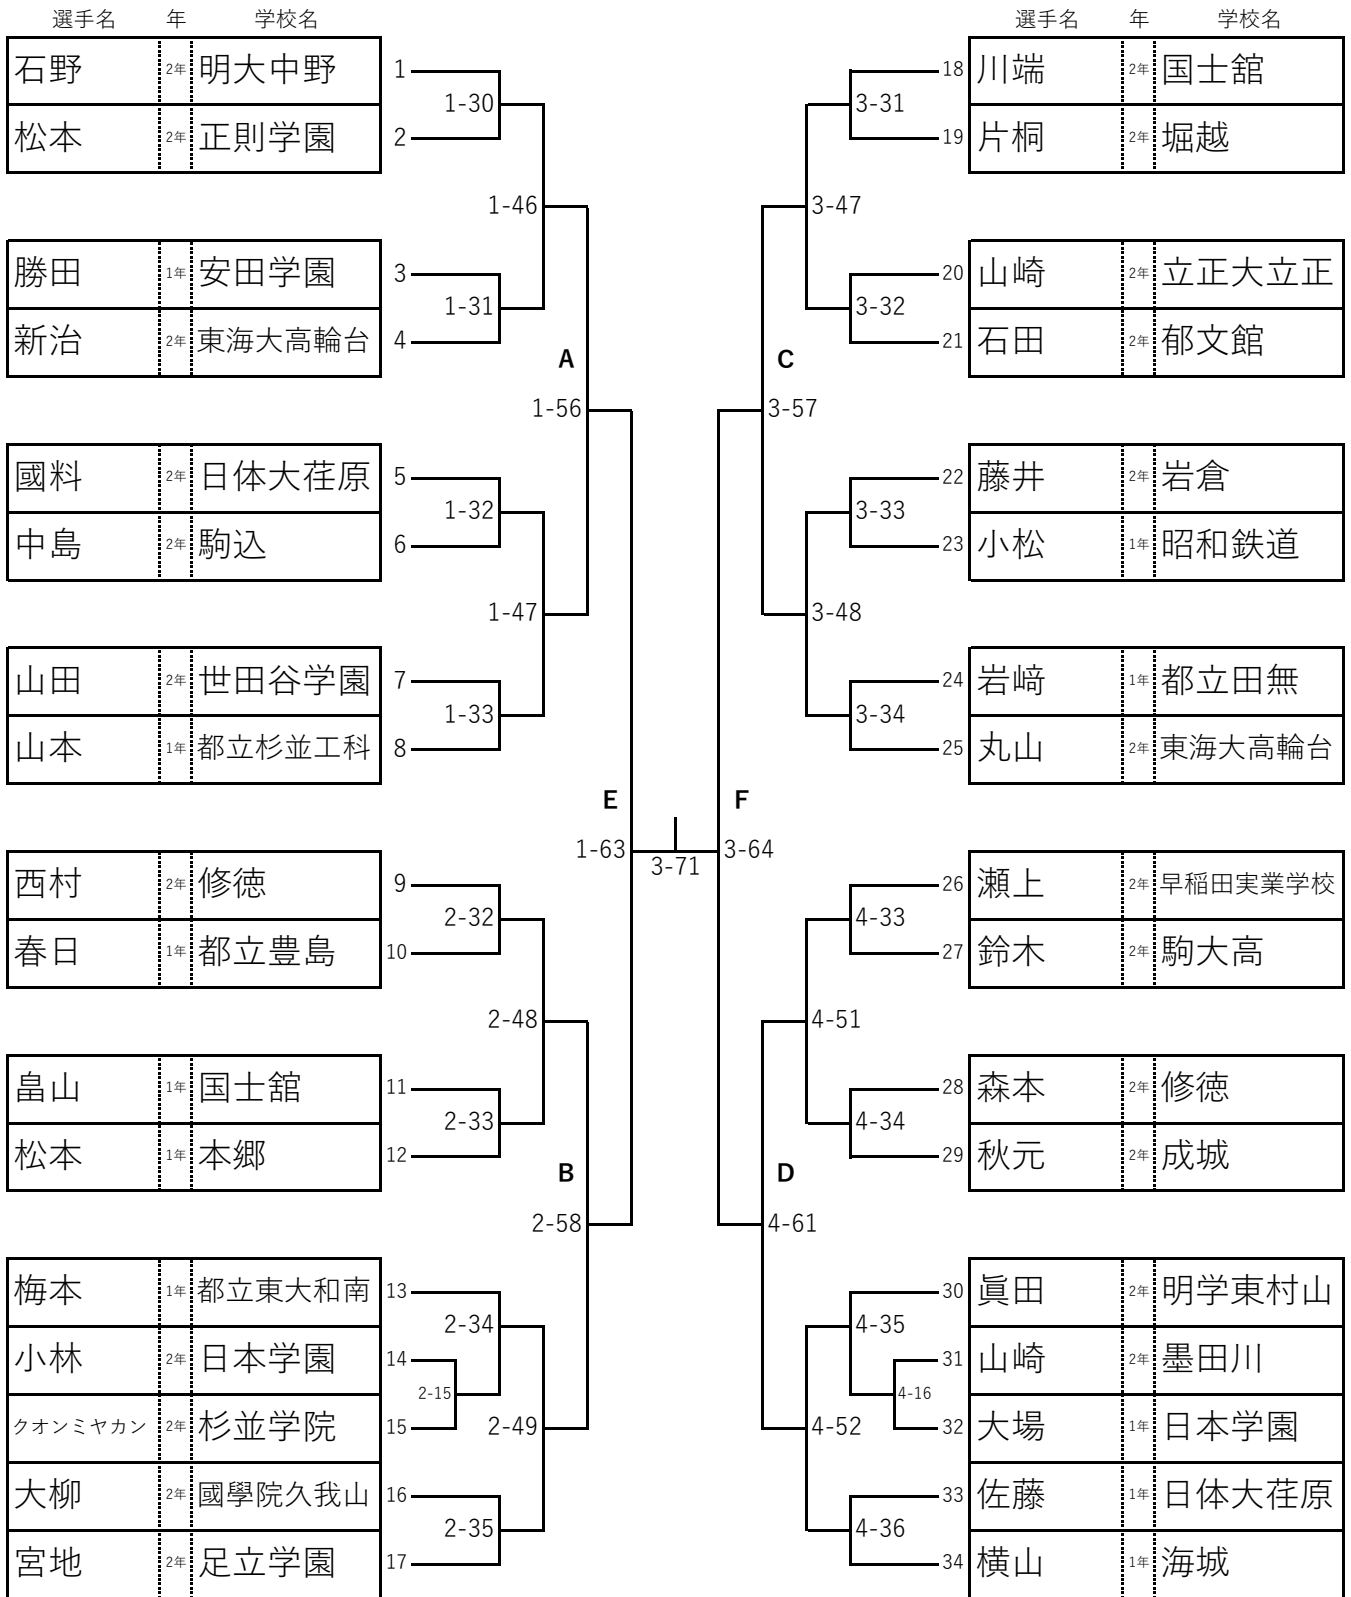 選手名 年 学校名
石野 2年 明大中野 1
1-30
松本 2年 正則学園 2
1-46
勝田 1年 安田学園 3
1-31
新治 2年 東海大高輪台 4
A
1-56
國料 2年 日体大荏原 5
1-32
中島 2年 駒込 6
1-47
山田 2年 世田谷学園 7
1-33
山本 1年 都立杉並工科 8
E
1-63
西村 2年 修徳 9
2-32
春日 1年 都立豊島 10
2-48
畠山 1年 国士舘 11
2-33
松本 1年 本郷 12
B
2-58
梅本 1年 都立東大和南 13
2-34
小林 2年 日本学園 14
2-15
クオンミヤカン 2年 杉並学院 15
2-49
大柳 2年 國學院久我山 16
2-35
宮地 2年 足立学園 17
3-71
選手名 年 学校名
18 川端 2年 国士舘
3-31
19 片桐 2年 堀越
3-47
20 山崎 2年 立正大立正
3-32
21 石田 2年 郁文館
C
3-57
22 藤井 2年 岩倉
3-33
23 小松 1年 昭和鉄道
3-48
24 岩﨑 1年 都立田無
3-34
25 丸山 2年 東海大高輪台
F
3-64
26 瀬上 2年 早稲田実業学校
4-33
27 鈴木 2年 駒大高
4-51
28 森本 2年 修徳
4-34
29 秋元 2年 成城
D
4-61
30 眞田 2年 明学東村山
4-35
31 山崎 2年 墨田川
4-16
32 大場 1年 日本学園
4-52
33 佐藤 1年 日体大荏原
4-36
34 横山 1年 海城